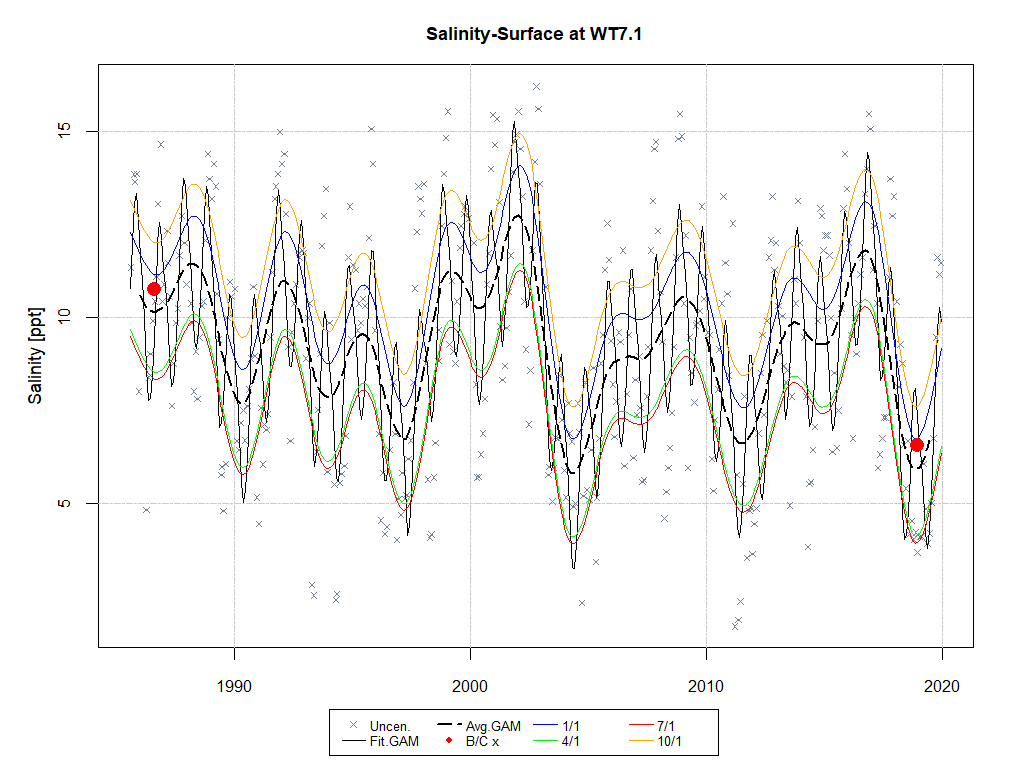 Salinity-Surface at WT7.1
Salinity [ppt]
15
10
5
1990 2000 2010 2020
Uncen. Avg.GAM 1/1 7/1
Fit.GAM B/C x 4/1 10/1